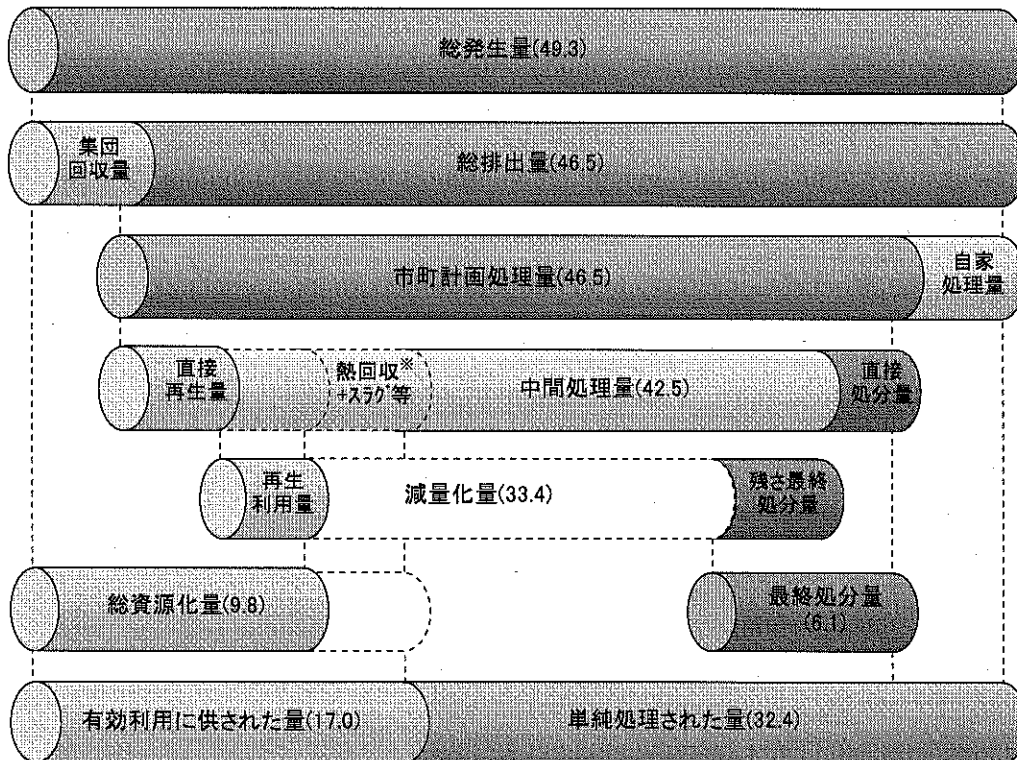 総発生量(49.3)
集団
回収量
総排出量(46.5)
市町計画処理量(46.5)
自家
処理量
直接
再生量
熱回収※
+スラグ等
中間処理量(42.5)
直接
処分量
再生
利用量
減量化量(33.4)
残さ最終
処分量
総資源化量(9.8)
最終処分量
(6.1)
有効利用に供された量(17.0)
単純処理された量(32.4)